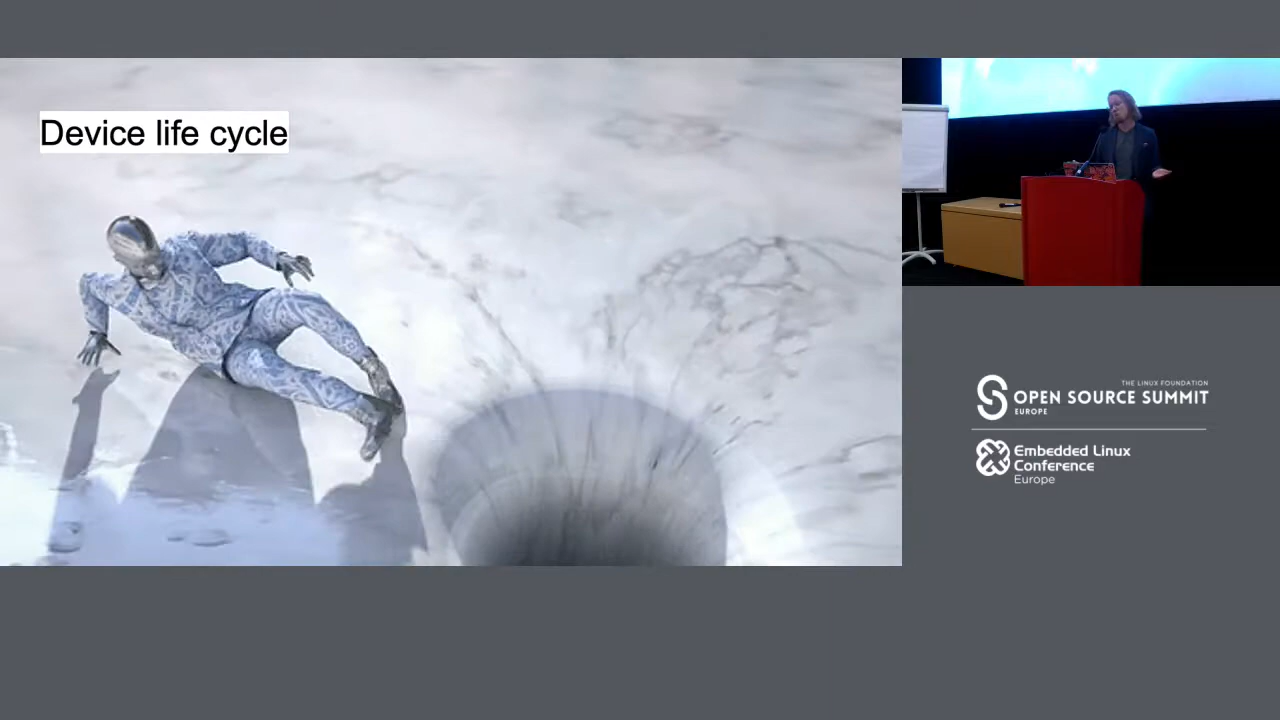 Device life cycle
THE LINUX FOUNDATION
OPEN SOURCE SUMMIT
EUROPE
Embedded Linux
Conference
Europe